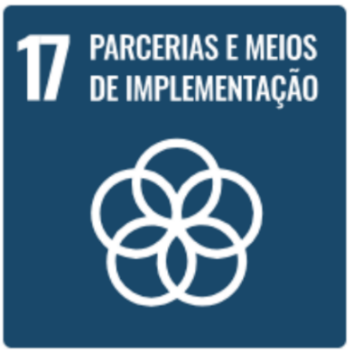 17 PARCERIAS E MEIOS
DE IMPLEMENTAÇÃO